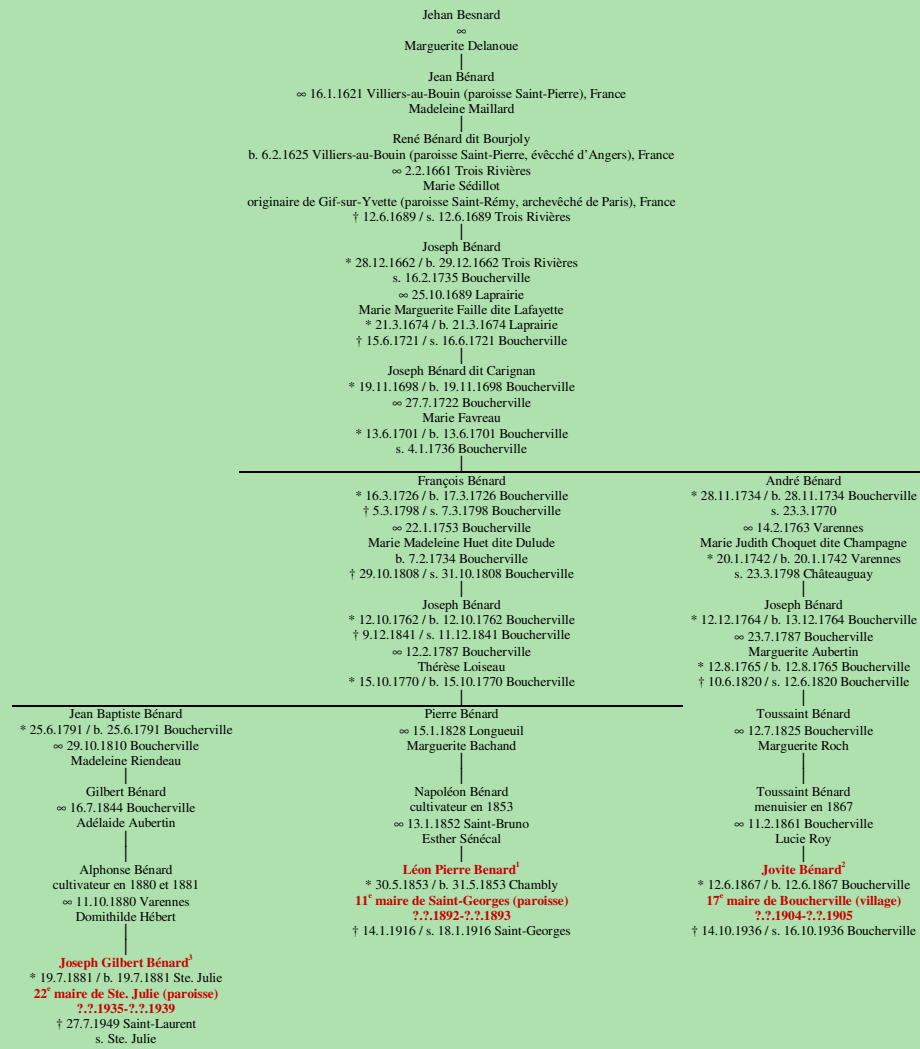 Jehan Besnard
∞
Marguerite Delanoue
Jean Bénard
∞ 16.1.1621 Villiers-au-Bouin (paroisse Saint-Pierre), France
Madeleine Maillard
René Bénard dit Bourjoly
b. 6.2.1625 Villiers-au-Bouin (paroisse Saint-Pierre, évêcché d'Angers), France
∞ 2.2.1661 Trois Rivières
Marie Sédillot
originaire de Gif-sur-Yvette (paroisse Saint-Rémy, archevêché de Paris), France
† 12.6.1689 / s. 12.6.1689 Trois Rivières
Joseph Bénard
* 28.12.1662 / b. 29.12.1662 Trois Rivières
s. 16.2.1735 Boucherville
∞ 25.10.1689 Laprairie
Marie Marguerite Faille dite Lafayette
* 21.3.1674 / b. 21.3.1674 Laprairie
† 15.6.1721 / s. 16.6.1721 Boucherville
Joseph Bénard dit Carignan
* 19.11.1698 / b. 19.11.1698 Boucherville
∞ 27.7.1722 Boucherville
Marie Favreau
* 13.6.1701 / b. 13.6.1701 Boucherville
s. 4.1.1736 Boucherville
François Bénard
* 16.3.1726 / b. 17.3.1726 Boucherville
† 5.3.1798 / s. 7.3.1798 Boucherville
∞ 22.1.1753 Boucherville
Marie Madeleine Huet dite Dulude
b. 7.2.1734 Boucherville
† 29.10.1808 / s. 31.10.1808 Boucherville
André Bénard
* 28.11.1734 / b. 28.11.1734 Boucherville
s. 23.3.1770
∞ 14.2.1763 Varennes
Marie Judith Choquet dite Champagne
* 20.1.1742 / b. 20.1.1742 Varennes
s. 23.3.1798 Châteauguay
Joseph Bénard
* 12.10.1762 / b. 12.10.1762 Boucherville
† 9.12.1841 / s. 11.12.1841 Boucherville
∞ 12.2.1787 Boucherville
Thérèse Loiseau
* 15.10.1770 / b. 15.10.1770 Boucherville
Joseph Bénard
* 12.12.1764 / b. 13.12.1764 Boucherville
∞ 23.7.1787 Boucherville
Marguerite Aubertin
* 12.8.1765 / b. 12.8.1765 Boucherville
† 10.6.1820 / s. 12.6.1820 Boucherville
Jean Baptiste Bénard
* 25.6.1791 / b. 25.6.1791 Boucherville
∞ 29.10.1810 Boucherville
Madeleine Riendeau
Pierre Bénard
∞ 15.1.1828 Longueuil
Marguerite Bachand
Toussaint Bénard
∞ 12.7.1825 Boucherville
Marguerite Roch
Gilbert Bénard
∞ 16.7.1844 Boucherville
Adélaide Aubertin
Napoléon Bénard
cultivateur en 1853
∞ 13.1.1852 Saint-Bruno
Esther Sénécal
Toussaint Bénard
menuisier en 1867
∞ 11.2.1861 Boucherville
Lucie Roy
Alphonse Bénard
cultivateur en 1880 et 1881
∞ 11.10.1880 Varennes
Domithilde Hébert
Léon Pierre Benard¹
* 30.5.1853 / b. 31.5.1853 Chambly
11ᵉ maire de Saint-Georges (paroisse)
?.?.1892-?.?.1893
† 14.1.1916 / s. 18.1.1916 Saint-Georges
Jovite Bénard²
* 12.6.1867 / b. 12.6.1867 Boucherville
17ᵉ maire de Boucherville (village)
?.?.1904-?.?.1905
† 14.10.1936 / s. 16.10.1936 Boucherville
Joseph Gilbert Bénard³
* 19.7.1881 / b. 19.7.1881 Ste. Julie
22ᵉ maire de Ste. Julie (paroisse)
?.?.1935-?.?.1939
† 27.7.1949 Saint-Laurent
s. Ste. Julie